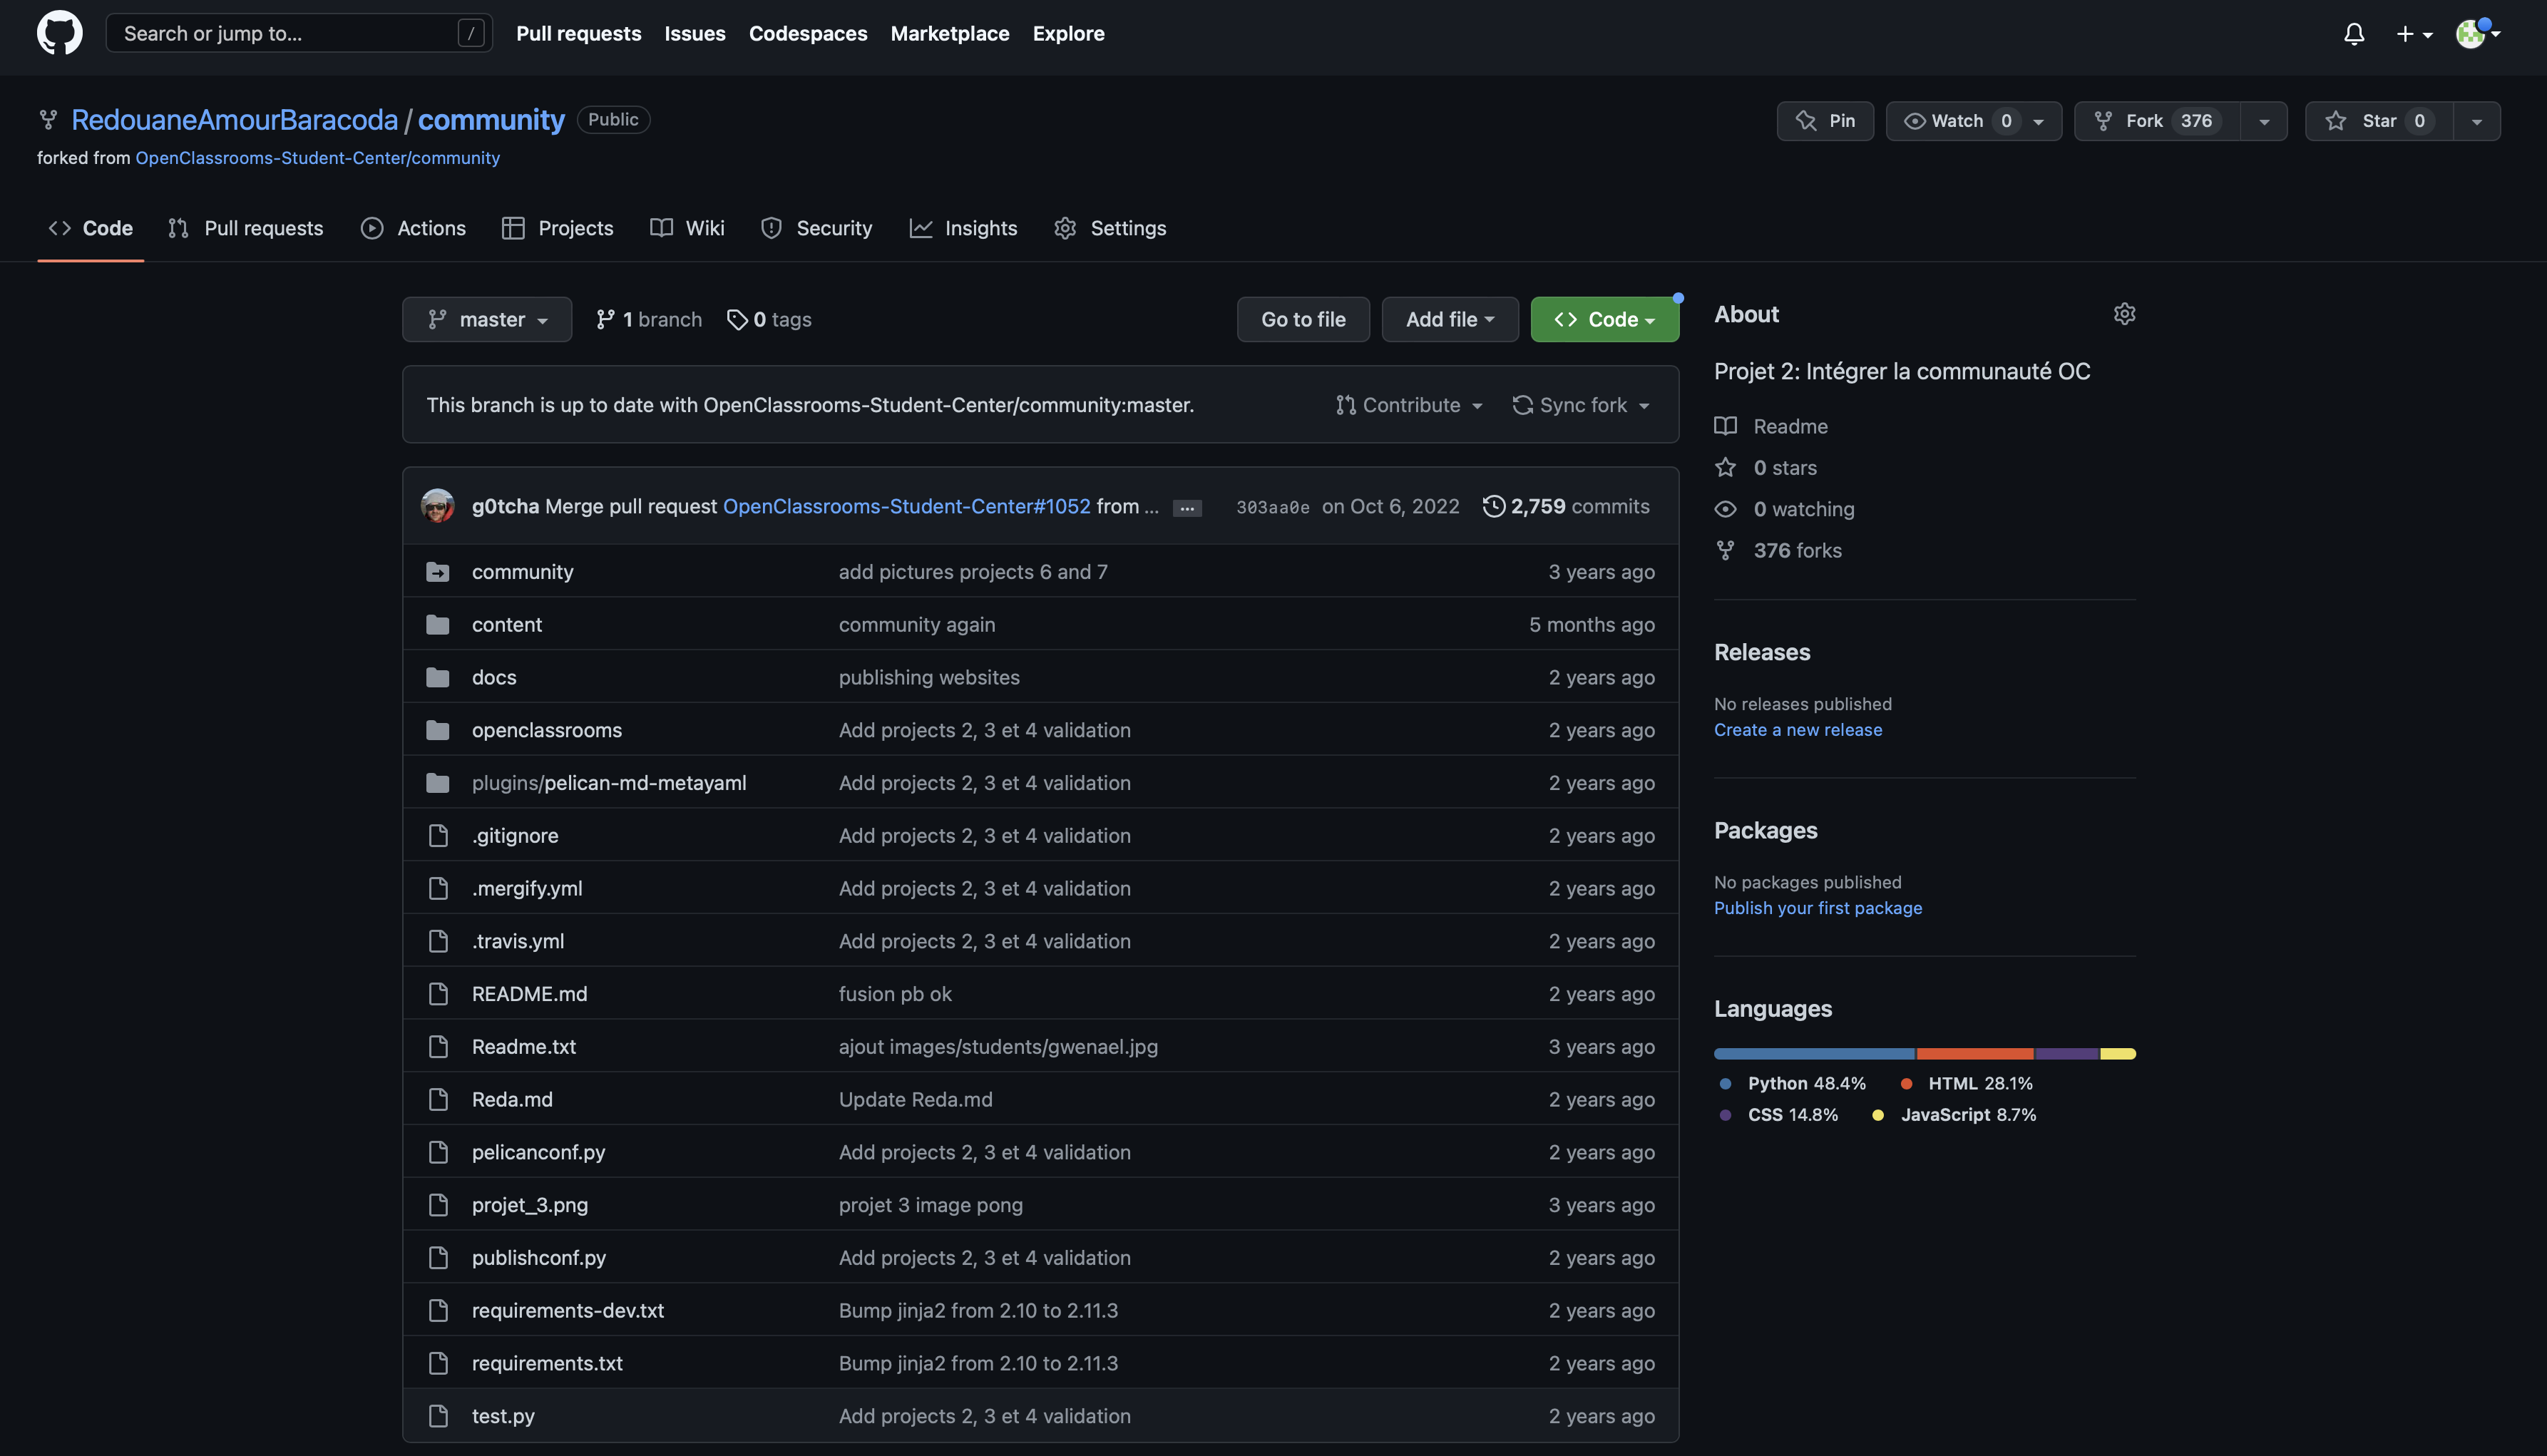 Search or jump to... /
Pull requests Issues Codespaces Marketplace Explore
RedouaneAmourBaracoda / community Public
Pin Watch 0 Fork 376 Star 0
forked from OpenClassrooms-Student-Center/community
Code Pull requests Actions Projects Wiki Security Insights Settings
master 1 branch 0 tags Go to file Add file Code
This branch is up to date with OpenClassrooms-Student-Center/community:master. Contribute Sync fork
g0tcha Merge pull request OpenClassrooms-Student-Center#1052 from ... ... 303aa0e on Oct 6, 2022 2,759 commits
community add pictures projects 6 and 7 3 years ago
content community again 5 months ago
docs publishing websites 2 years ago
openclassrooms Add projects 2, 3 et 4 validation 2 years ago
plugins/pelican-md-metayaml Add projects 2, 3 et 4 validation 2 years ago
.gitignore Add projects 2, 3 et 4 validation 2 years ago
.mergify.yml Add projects 2, 3 et 4 validation 2 years ago
.travis.yml Add projects 2, 3 et 4 validation 2 years ago
README.md fusion pb ok 2 years ago
Readme.txt ajout images/students/gwenael.jpg 3 years ago
Reda.md Update Reda.md 2 years ago
pelicanconf.py Add projects 2, 3 et 4 validation 2 years ago
projet_3.png projet 3 image pong 3 years ago
publishconf.py Add projects 2, 3 et 4 validation 2 years ago
requirements-dev.txt Bump jinja2 from 2.10 to 2.11.3 2 years ago
requirements.txt Bump jinja2 from 2.10 to 2.11.3 2 years ago
test.py Add projects 2, 3 et 4 validation 2 years ago
About
Projet 2: Intégrer la communauté OC
Readme
0 stars
0 watching
376 forks
Releases
No releases published
Create a new release
Packages
No packages published
Publish your first package
Languages
Python 48.4% HTML 28.1%
CSS 14.8% JavaScript 8.7%